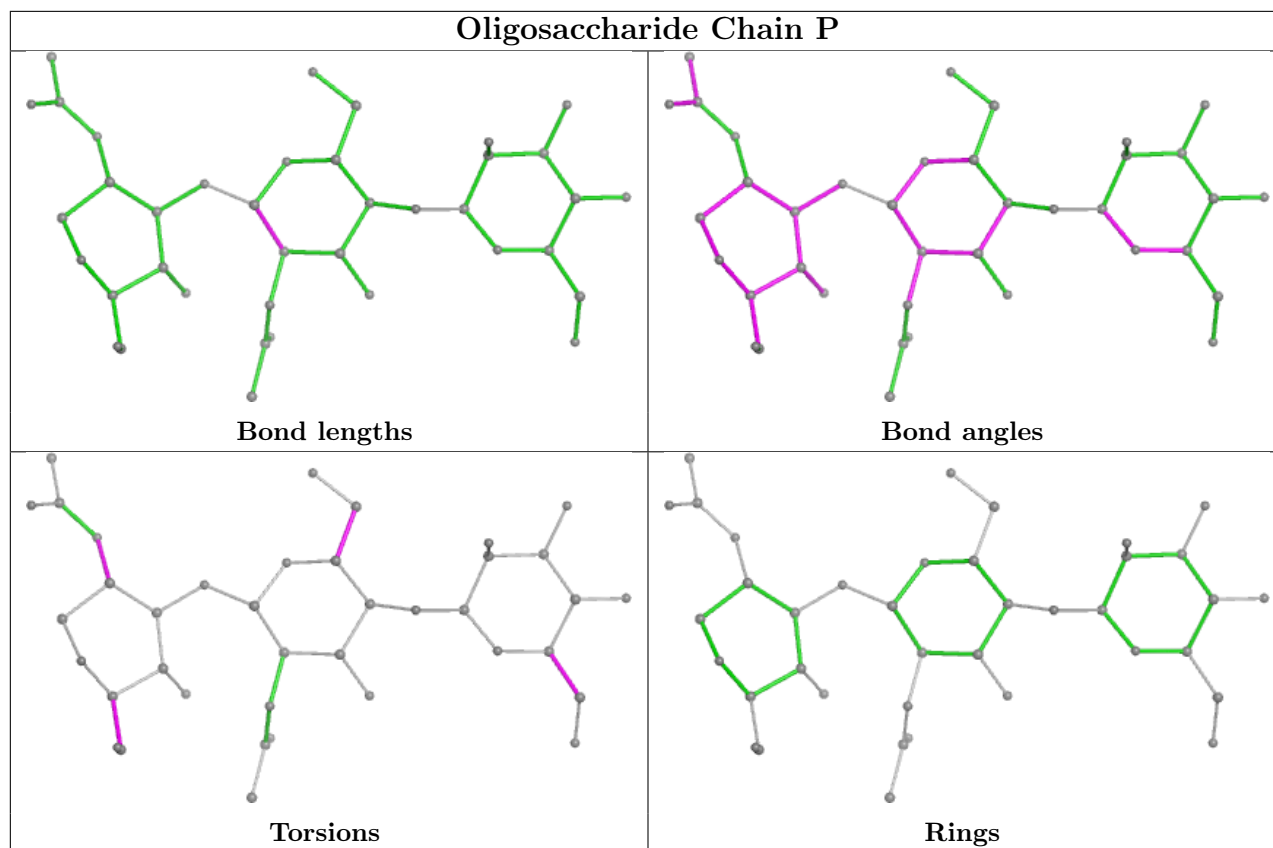 Oligosaccharide Chain P
Bond lengths
Bond angles
Torsions
Rings